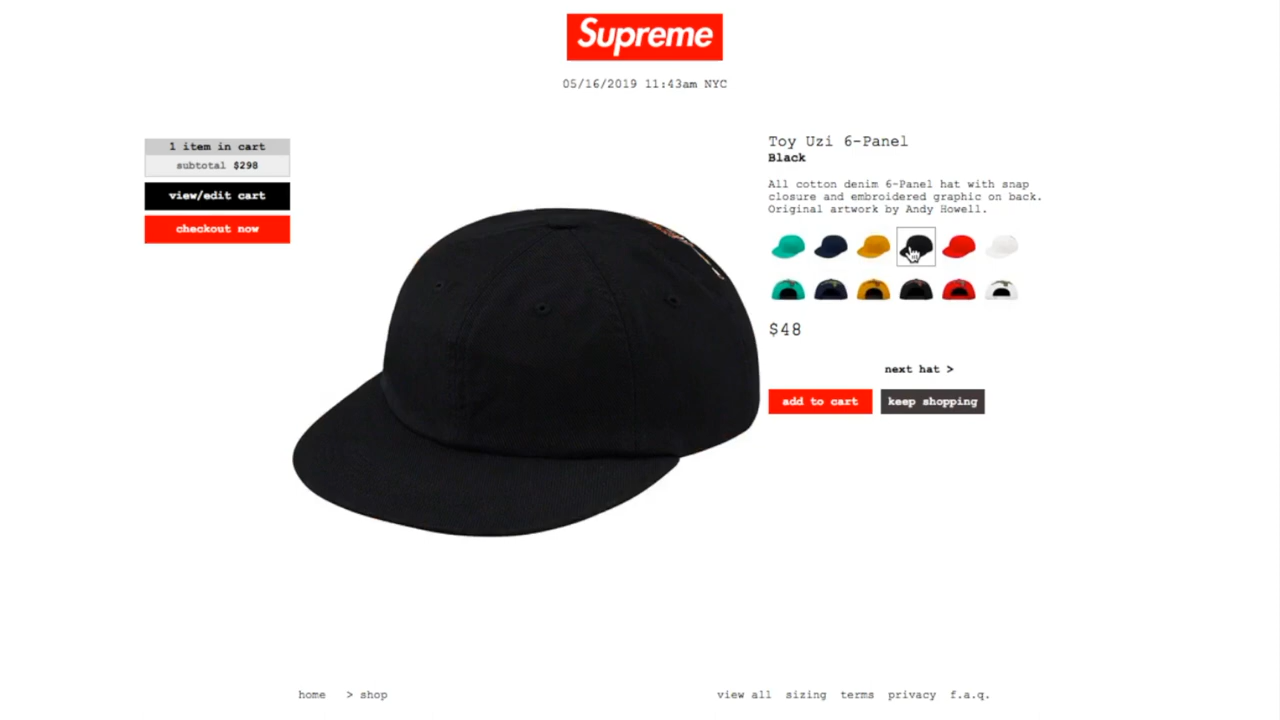 Supreme
05/16/2019 11:43am NYC
1 item in cart
subtotal $298
view/edit cart
checkout now
Toy Uzi 6-Panel
Black
All cotton denim 6-Panel hat with snap
closure and embroidered graphic on back.
Original artwork by Andy Howell.
$48
next hat >
add to cart
keep shopping
home > shop
view all sizing terms privacy f.a.q.